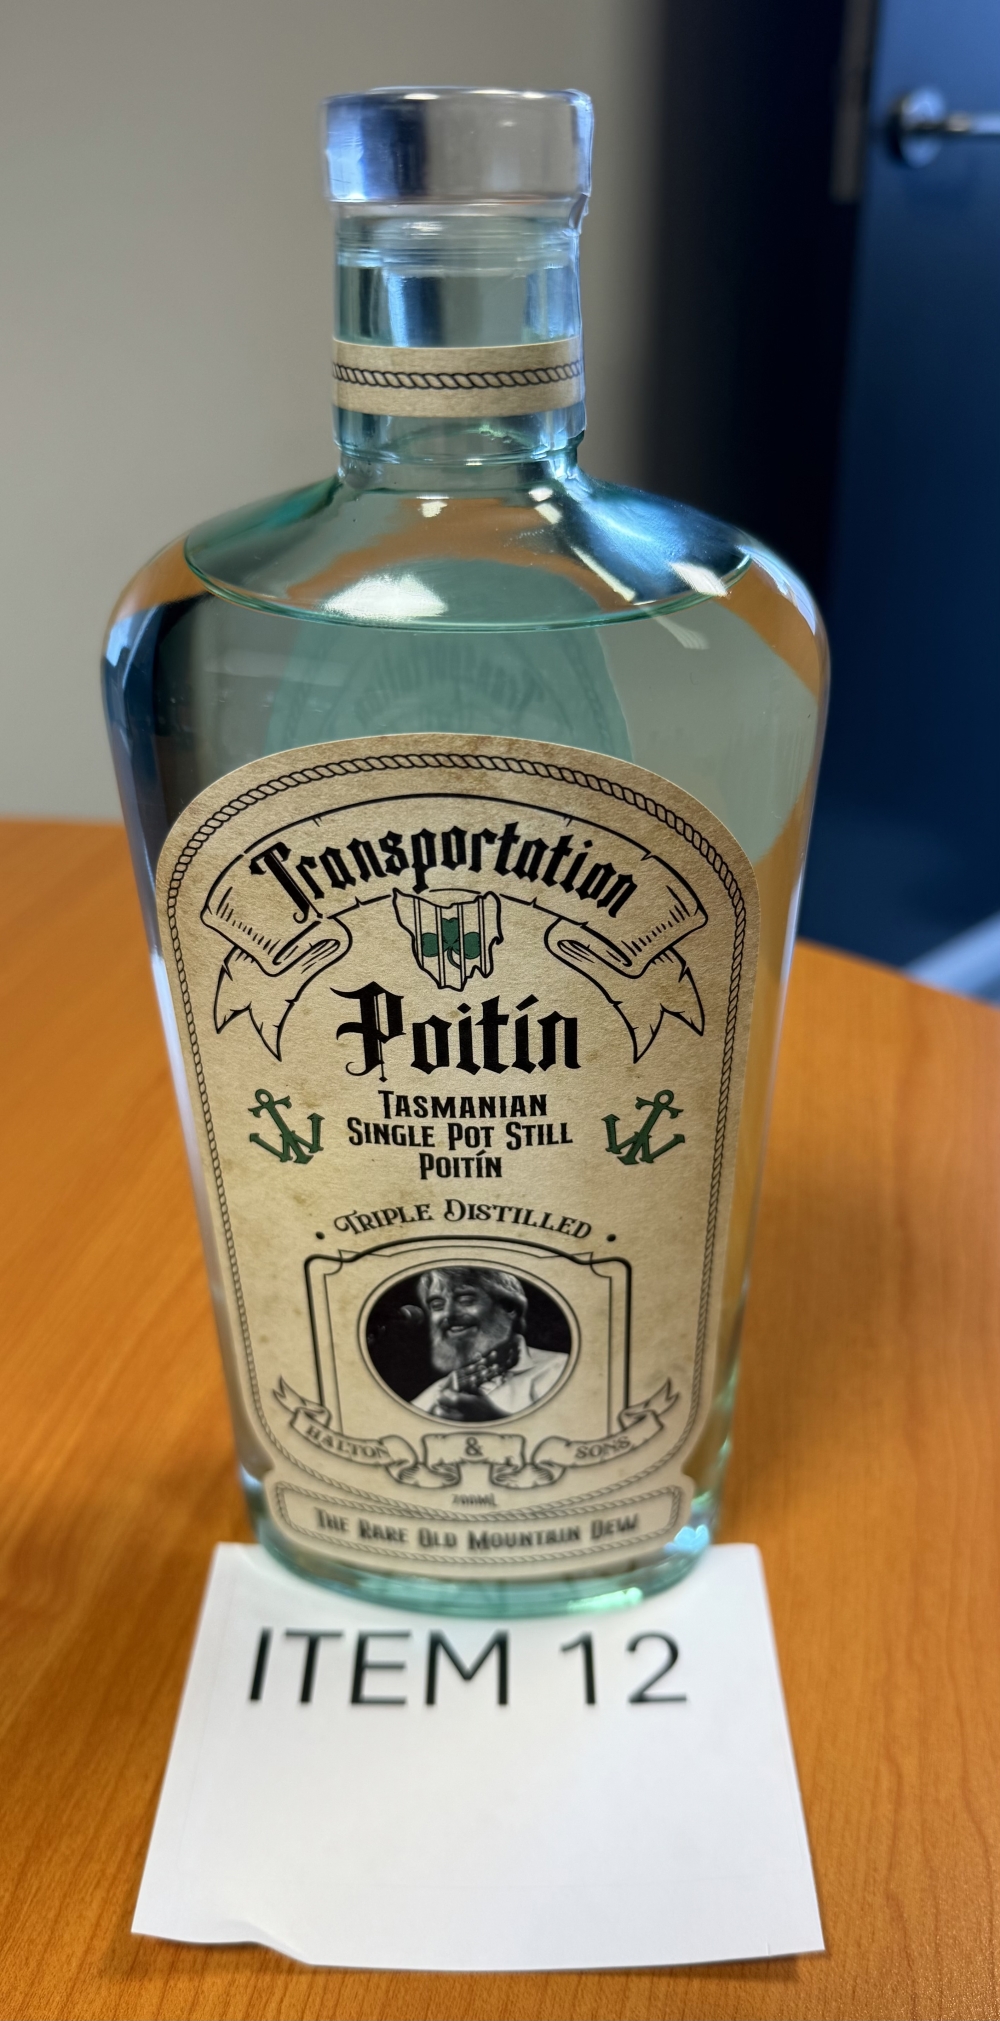 Transportation
Poitín
TASMANIAN
SINGLE POT STILL
POITÍN
• TRIPLE DISTILLED •
HALTON & SONS
700ML
THE RARE OLD MOUNTAIN DEW
ITEM 12